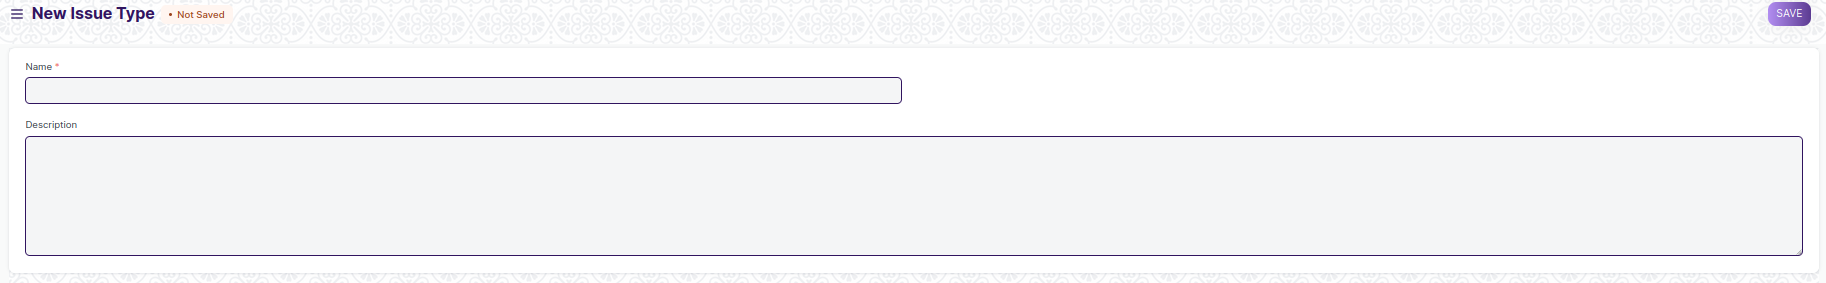 New Issue Type • Not Saved SAVE
Name *
Description